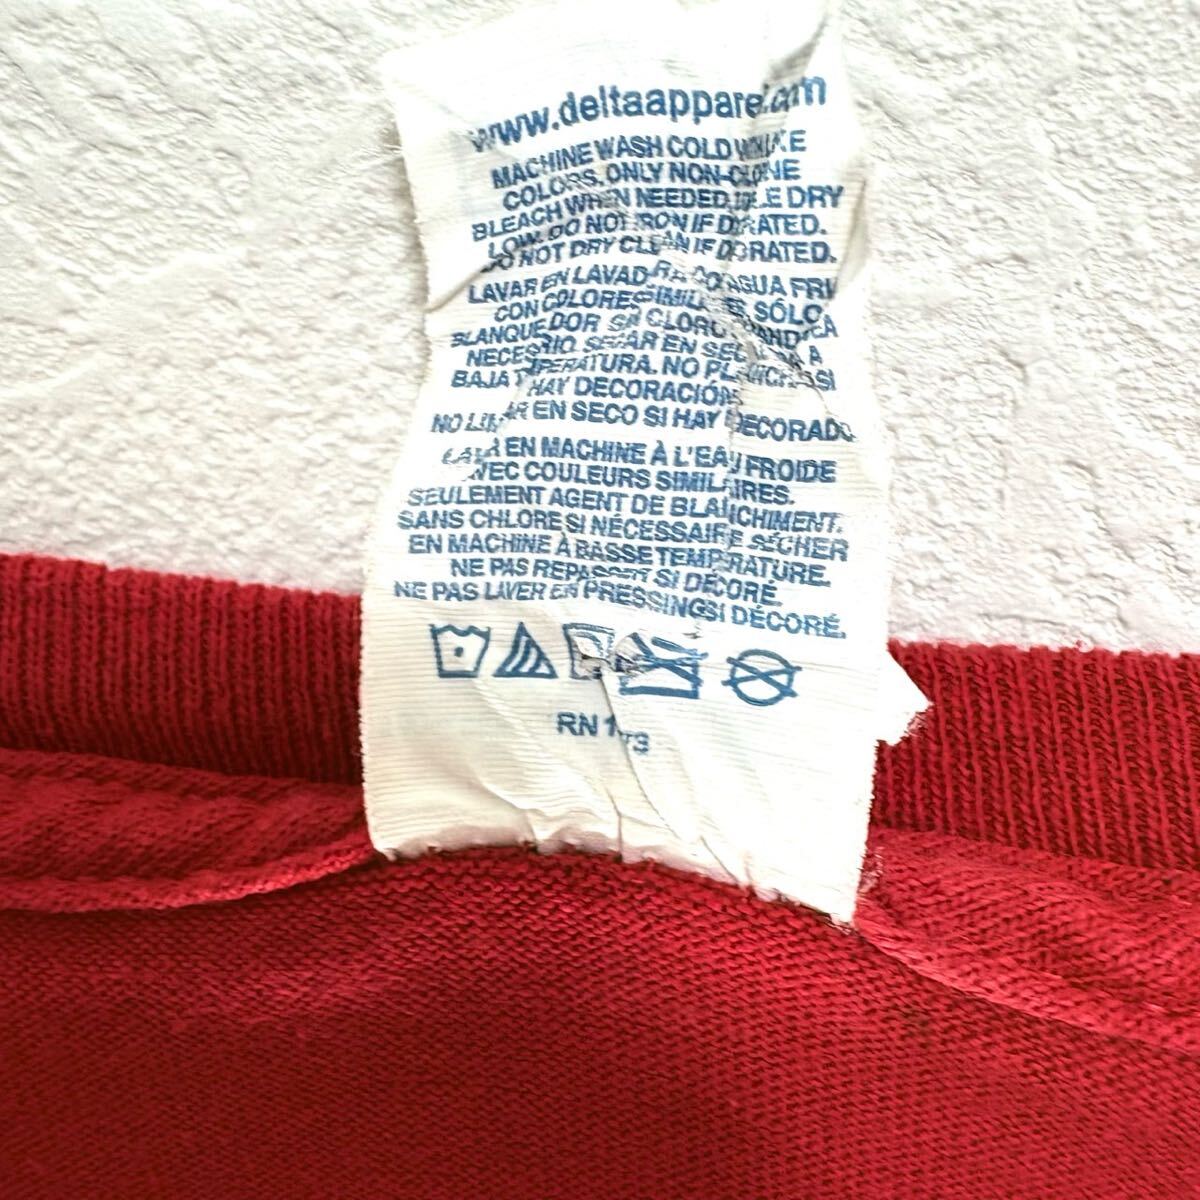 www.deltaapparel.com
MACHINE WASH COLD WITH LIKE
COLORS. ONLY NON-CHLORINE
BLEACH WHEN NEEDED. TUMBLE DRY
LOW. DO NOT IRON IF DECORATED.
DO NOT DRY CLEAN IF DECORATED.
LAVAR EN LAVADORA CON AGUA FRIA
CON COLORES SIMILARES. SÓLO
BLANQUEADOR SIN CLORO CUANDO SEA
NECESARIO. SECAR EN SECADORA A
BAJA TEMPERATURA. NO PLANCHAR SI
HAY DECORACIÓN.
NO LIMPIAR EN SECO SI HAY DECORADO
LAVER EN MACHINE À L'EAU FROIDE
AVEC COULEURS SIMILAIRES.
SEULEMENT AGENT DE BLANCHIMENT
SANS CHLORE SI NÉCESSAIRE SÉCHER
EN MACHINE À BASSE TEMPÉRATURE.
NE PAS REPASSER SI DÉCORÉ.
NE PAS LAVER EN PRESSING SI DÉCORÉ.
RN